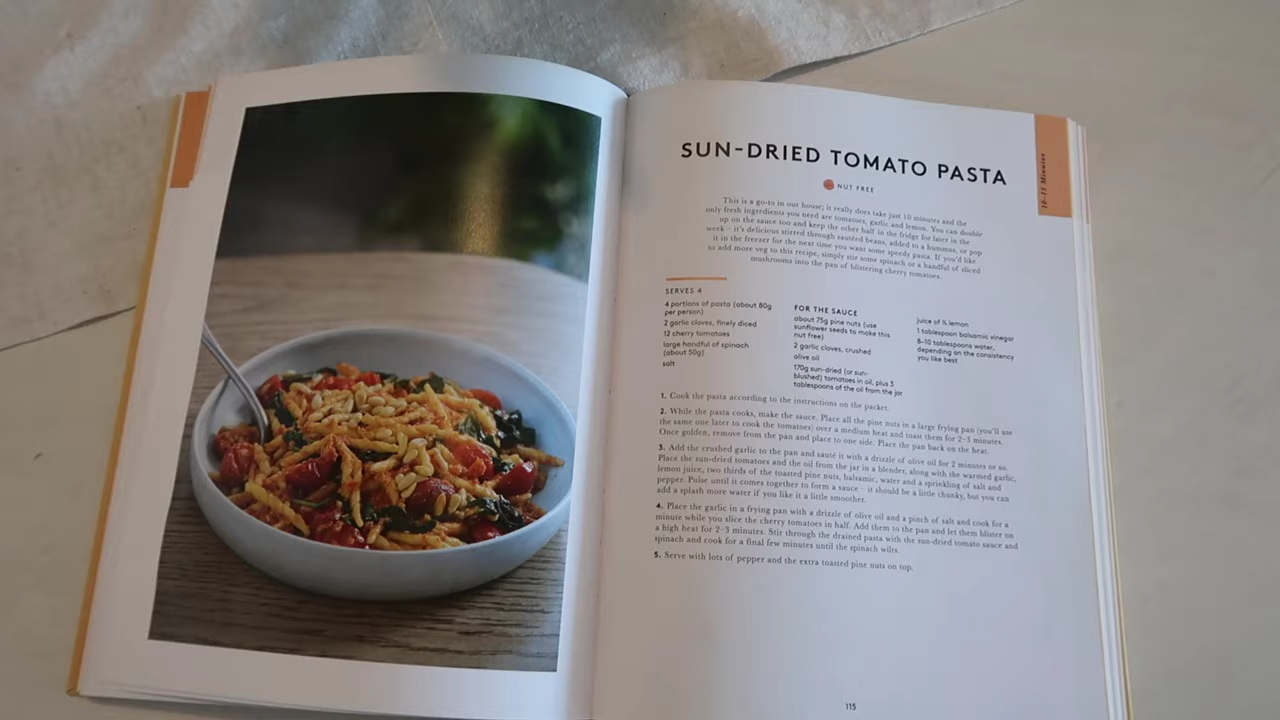 SUN-DRIED TOMATO PASTA
NUT FREE
10–15 Minutes
This is a go-to in our house; it really does take just 10 minutes and the
only fresh ingredients you need are tomatoes, garlic and lemon. You can double
up on the sauce too and keep the other half in the fridge for later in the
week – it's delicious stirred through sautéed beans, added to a hummus, or pop
it in the freezer for the next time you want some speedy pasta. If you'd like
to add more veg to this recipe, simply stir some spinach or a handful of sliced
mushrooms into the pan of blistering cherry tomatoes.
SERVES 4
4 portions of pasta (about 80g
per person)
2 garlic cloves, finely diced
12 cherry tomatoes
large handful of spinach
(about 50g)
salt
FOR THE SAUCE
about 75g pine nuts (use
sunflower seeds to make this
nut free)
2 garlic cloves, crushed
olive oil
170g sun-dried (or sun-
blushed) tomatoes in oil, plus 3
tablespoons of the oil from the jar
juice of ½ lemon
1 tablespoon balsamic vinegar
8–10 tablespoons water,
depending on the consistency
you like best
1. Cook the pasta according to the instructions on the packet.
2. While the pasta cooks, make the sauce. Place all the pine nuts in a large frying pan (you'll use
the same one later to cook the tomatoes) over a medium heat and toast them for 2–3 minutes.
Once golden, remove from the pan and place to one side. Place the pan back on the heat.
3. Add the crushed garlic to the pan and sauté it with a drizzle of olive oil for 2 minutes or so.
Place the sun-dried tomatoes and the oil from the jar in a blender, along with the warmed garlic,
lemon juice, two thirds of the toasted pine nuts, balsamic, water and a sprinkling of salt and
pepper. Pulse until it comes together to form a sauce – it should be a little chunky, but you can
add a splash more water if you like it a little smoother.
4. Place the garlic in a frying pan with a drizzle of olive oil and a pinch of salt and cook for a
minute while you slice the cherry tomatoes in half. Add them to the pan and let them blister on
a high heat for 2–3 minutes. Stir through the drained pasta with the sun-dried tomato sauce and
spinach and cook for a final few minutes until the spinach wilts.
5. Serve with lots of pepper and the extra toasted pine nuts on top.
115